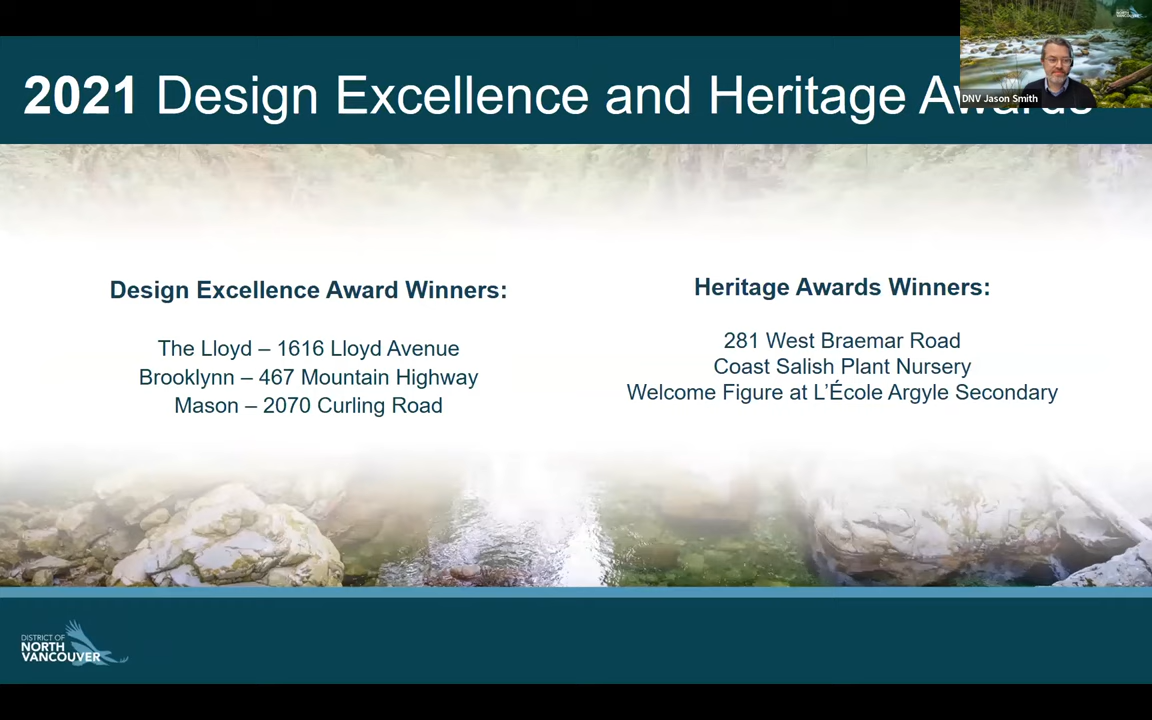 2021 Design Excellence and Heritage Awards
DNV Jason Smith
Design Excellence Award Winners:
The Lloyd – 1616 Lloyd Avenue
Brooklynn – 467 Mountain Highway
Mason – 2070 Curling Road
Heritage Awards Winners:
281 West Braemar Road
Coast Salish Plant Nursery
Welcome Figure at L’École Argyle Secondary
DISTRICT OF
NORTH
VANCOUVER
NORTH
VANCOUVER